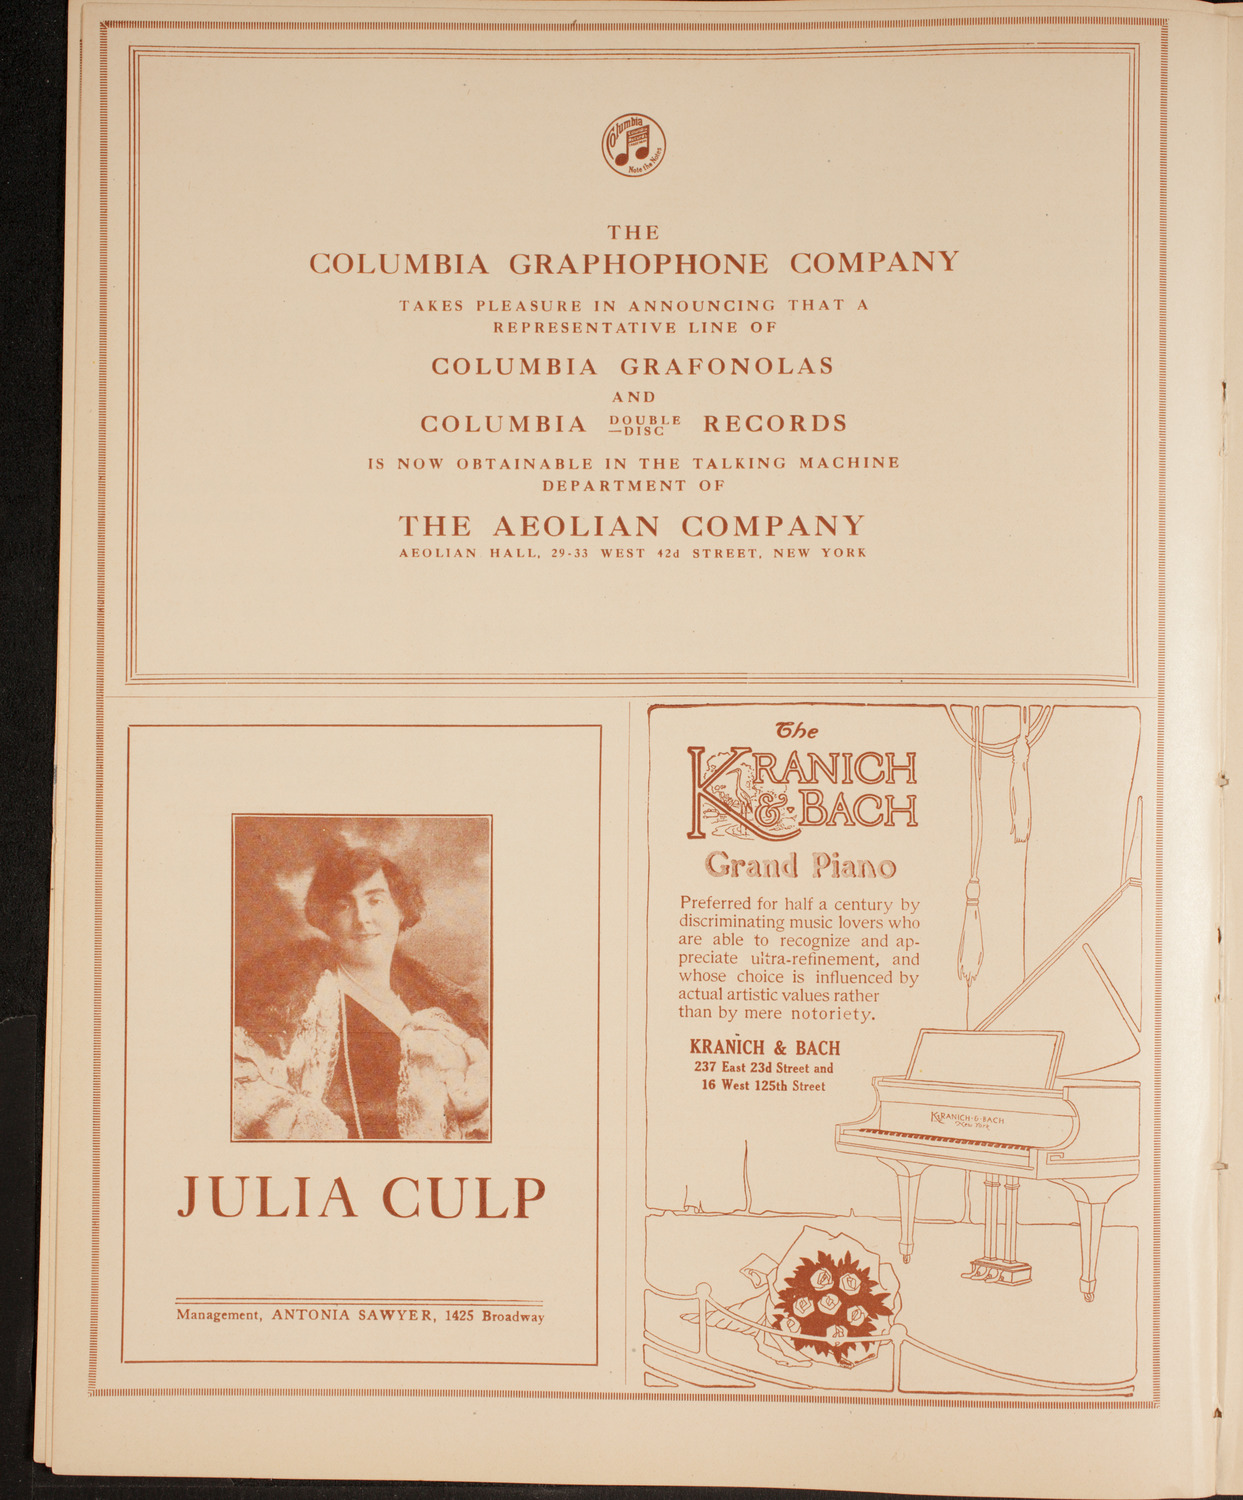 Columbia
Note the Notes
THE
COLUMBIA GRAPHOPHONE COMPANY
TAKES PLEASURE IN ANNOUNCING THAT A
REPRESENTATIVE LINE OF
COLUMBIA GRAFONOLAS
AND
COLUMBIA DOUBLE-DISC RECORDS
IS NOW OBTAINABLE IN THE TALKING MACHINE
DEPARTMENT OF
THE AEOLIAN COMPANY
AEOLIAN HALL, 29-33 WEST 42d STREET, NEW YORK
JULIA CULP
Management, ANTONIA SAWYER, 1425 Broadway
The
KRANICH
& BACH
Grand Piano
Preferred for half a century by
discriminating music lovers who
are able to recognize and ap-
preciate ultra-refinement, and
whose choice is influenced by
actual artistic values rather
than by mere notoriety.
KRANICH & BACH
237 East 23d Street and
16 West 125th Street
KRANICH-&-BACH
New York